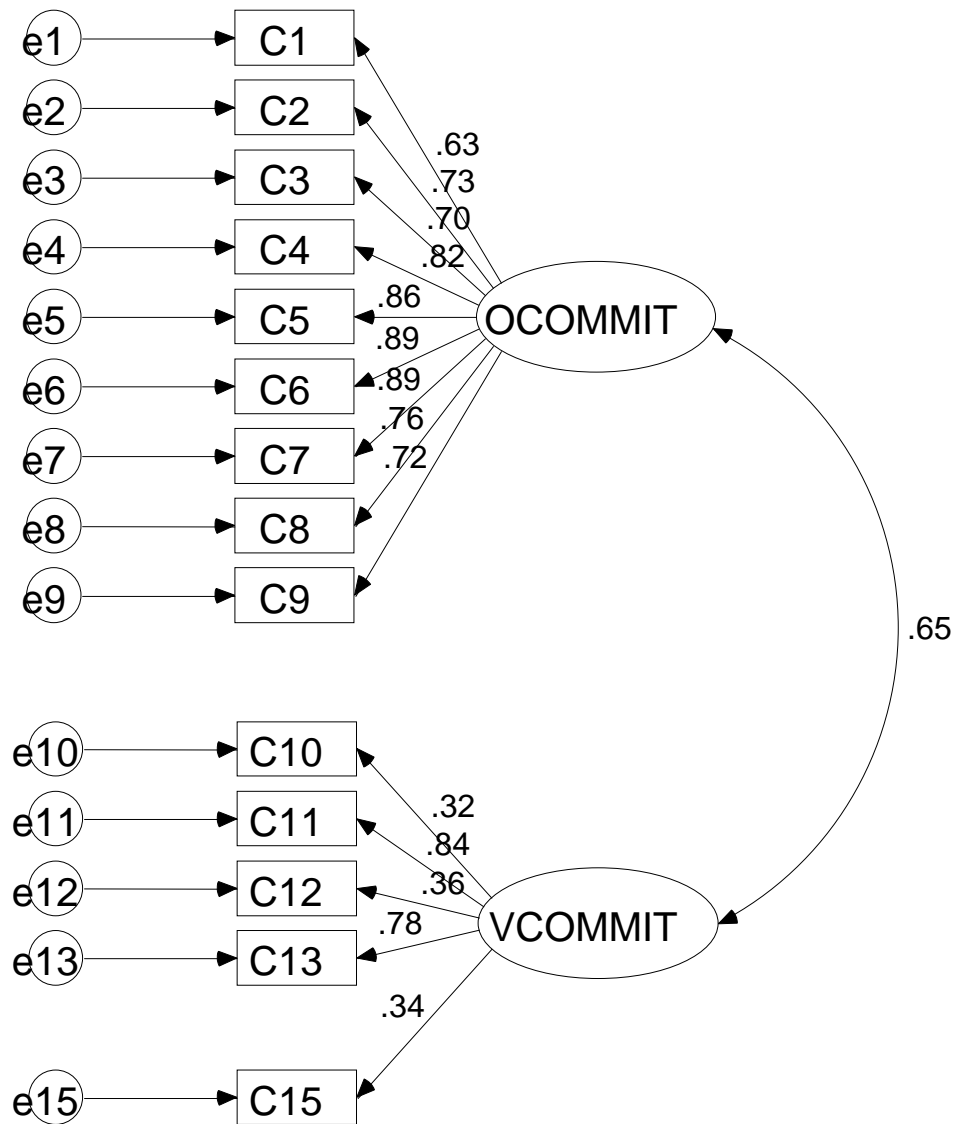 e1 C1
e2 C2
.63
e3 C3
.73
.70
e4 C4
.82
.86
e5 C5
OCOMMIT
.89
e6 C6
.89
.76
e7 C7
.72
e8 C8
e9 C9
.65
e10 C10
.32
e11 C11
.84
e12 C12
.36
.78
VCOMMIT
e13 C13
.34
e15 C15